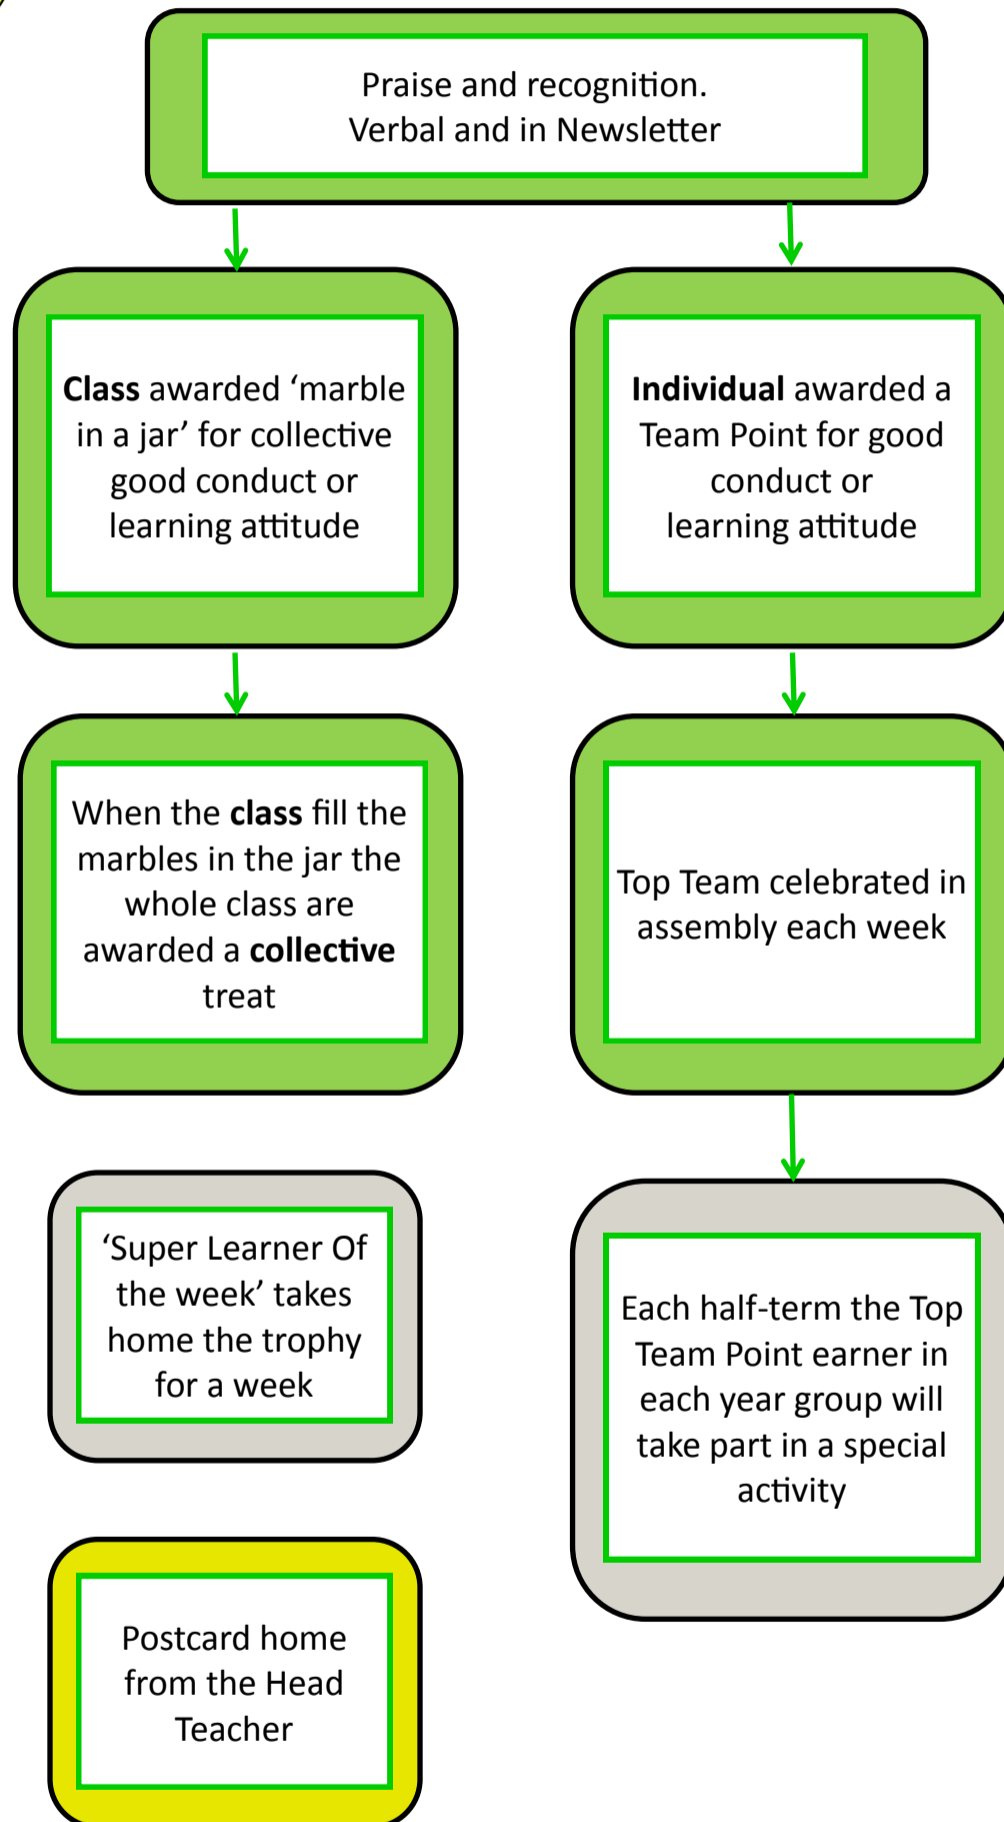 Praise and recognition.
Verbal and in Newsletter
Class awarded ‘marble
in a jar’ for collective
good conduct or
learning attitude
Individual awarded a
Team Point for good
conduct or
learning attitude
When the class fill the
marbles in the jar the
whole class are
awarded a collective
treat
Top Team celebrated in
assembly each week
‘Super Learner Of
the week’ takes
home the trophy
for a week
Each half-term the Top
Team Point earner in
each year group will
take part in a special
activity
Postcard home
from the Head
Teacher